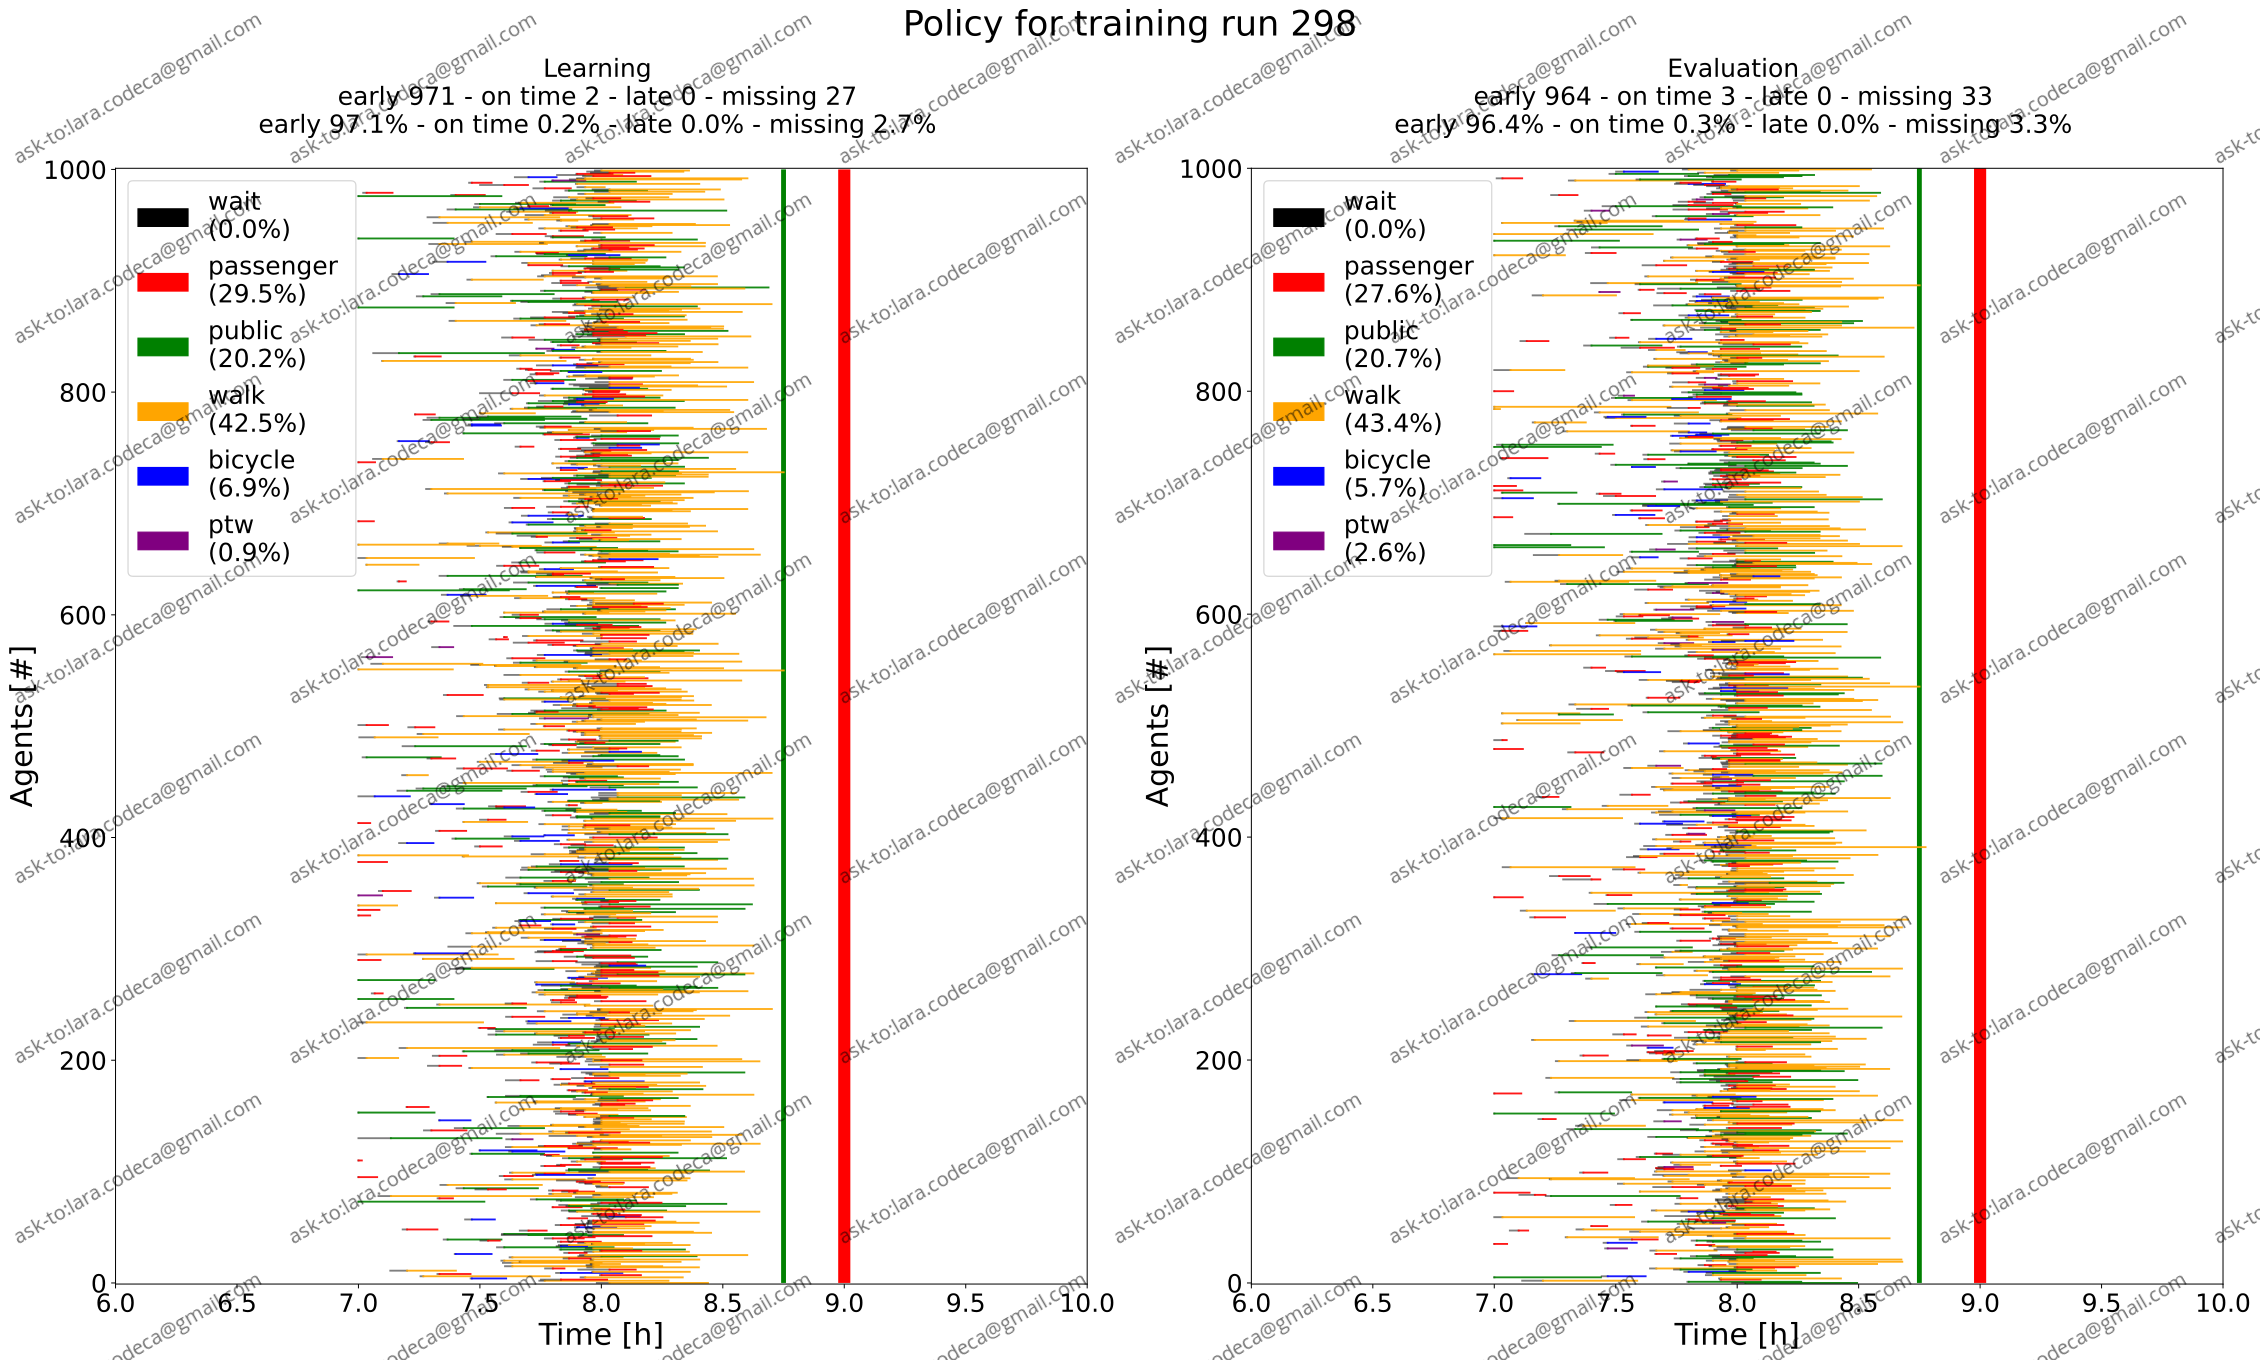 Policy for training run 298
Learning
early 971 - on time 2 - late 0 - missing 27
early 97.1% - on time 0.2% - late 0.0% - missing 2.7%
1000
800
600
400
200
0
Agents [#]
wait
(0.0%)
passenger
(29.5%)
public
(20.2%)
walk
(42.5%)
bicycle
(6.9%)
ptw
(0.9%)
6.0 6.5 7.0 7.5 8.0 8.5 9.0 9.5 10.0
Time [h]
Evaluation
early 964 - on time 3 - late 0 - missing 33
early 96.4% - on time 0.3% - late 0.0% - missing 3.3%
1000
800
600
400
200
0
Agents [#]
wait
(0.0%)
passenger
(27.6%)
public
(20.7%)
walk
(43.4%)
bicycle
(5.7%)
ptw
(2.6%)
6.0 6.5 7.0 7.5 8.0 8.5 9.0 9.5 10.0
Time [h]
ask-to:lara.codeca@gmail.com